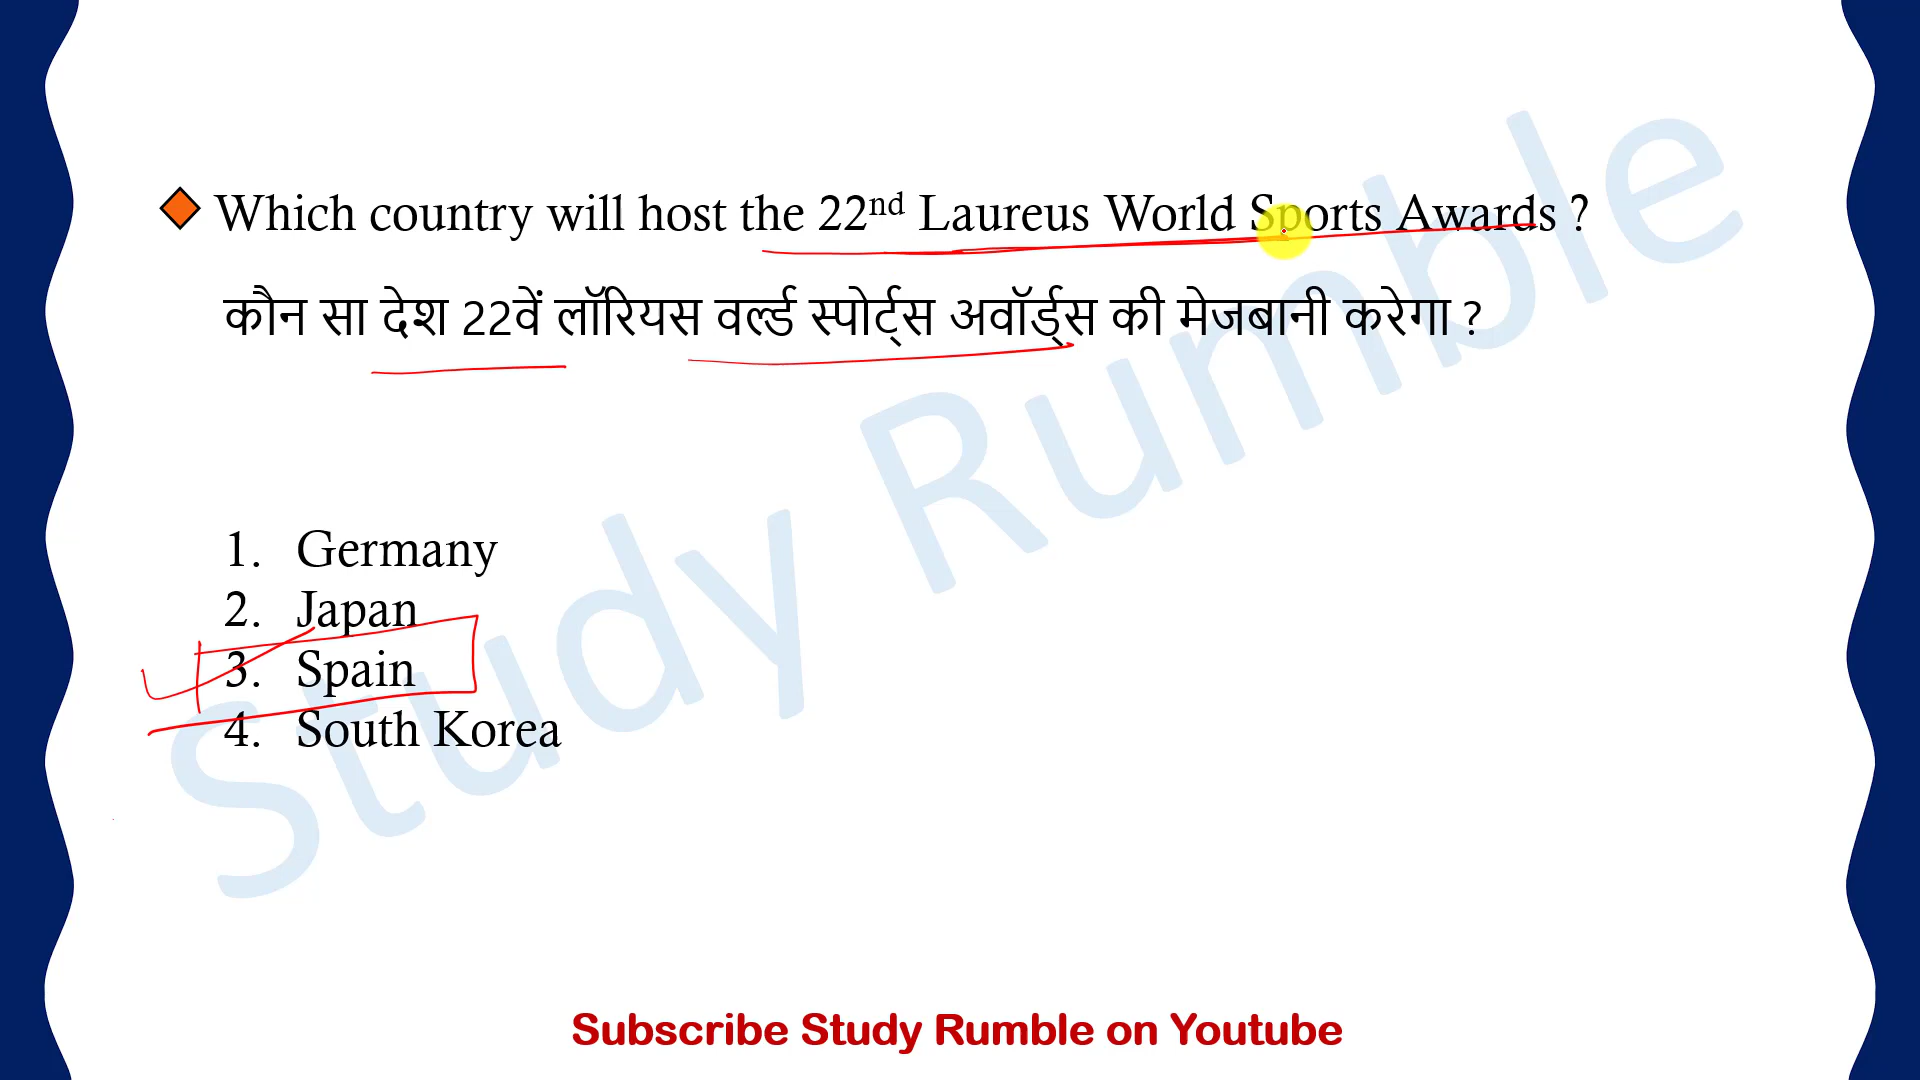 Which country will host the 22nd Laureus World Sports Awards ?
कौन सा देश 22वें लॉरियस वर्ल्ड स्पोर्ट्स अवॉर्ड्स की मेजबानी करेगा ?
1. Germany
2. Japan
3. Spain
4. South Korea
Study Rumble
Subscribe Study Rumble on Youtube